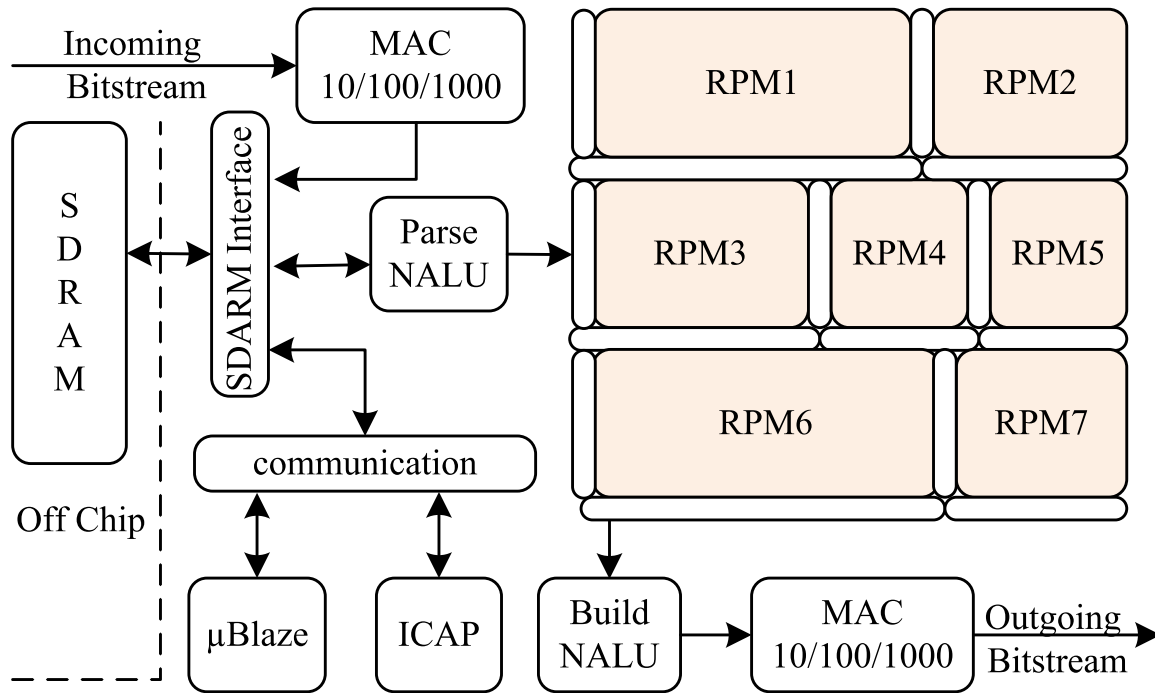 Incoming
Bitstream
MAC
10/100/1000
RPM1
RPM2
SDRAM
SDARM Interface
Parse
NALU
RPM3
RPM4
RPM5
RPM6
RPM7
communication
Off Chip
µBlaze
ICAP
Build
NALU
MAC
10/100/1000
Outgoing
Bitstream